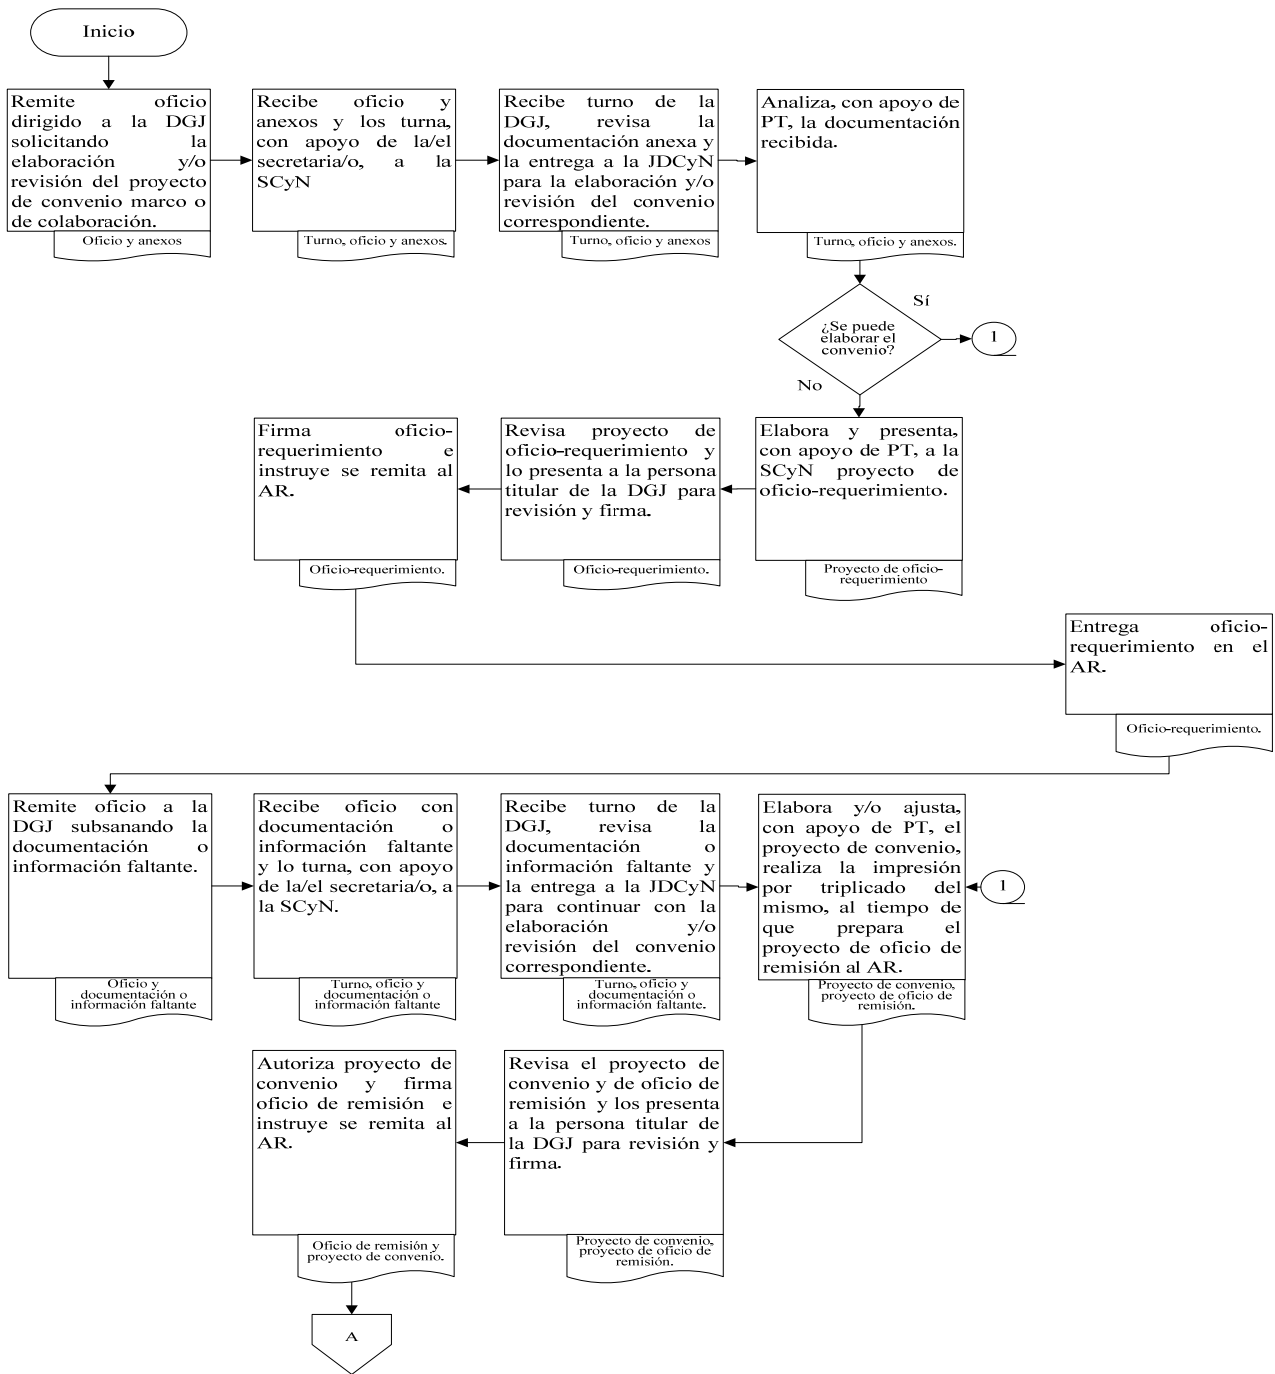 Inicio
Remite oficio
dirigido a la DGJ
solicitando la
elaboración y/o
revisión del proyecto
de convenio marco o
de colaboración.
Oficio y anexos
Recibe oficio y
anexos y los turna,
con apoyo de la/el
secretaria/o, a la
SCyN
Turno, oficio y anexos.
Recibe turno de la
DGJ, revisa la
documentación anexa y
la entrega a la JDCyN
para la elaboración y/o
revisión del convenio
correspondiente.
Turno, oficio y anexos
Analiza, con apoyo de
PT, la documentación
recibida.
Turno, oficio y anexos.
¿Se puede
elaborar el
convenio?
Sí
1
No
Elabora y presenta,
con apoyo de PT, a la
SCyN proyecto de
oficio-requerimiento.
Proyecto de oficio-
requerimiento
Revisa proyecto de
oficio-requerimiento y
lo presenta a la persona
titular de la DGJ para
revisión y firma.
Oficio-requerimiento.
Firma oficio-
requerimiento e
instruye se remita al
AR.
Oficio-requerimiento.
Entrega oficio-
requerimiento en el
AR.
Oficio-requerimiento.
Remite oficio a la
DGJ subsanando la
documentación o
información faltante.
Oficio y
documentación o
información faltante
Recibe oficio con
documentación o
información faltante
y lo turna, con apoyo
de la/el secretaria/o, a
la SCyN.
Turno, oficio y
documentación o
información faltante
Recibe turno de la
DGJ, revisa la
documentación o
información faltante y
la entrega a la JDCyN
para continuar con la
elaboración y/o
revisión del convenio
correspondiente.
Turno, oficio y
documentación o
información faltante.
Elabora y/o ajusta,
con apoyo de PT, el
proyecto de convenio,
realiza la impresión
por triplicado del
mismo, al tiempo de
que prepara el
proyecto de oficio de
remisión al AR.
Proyecto de convenio,
proyecto de oficio de
remisión.
1
Revisa el proyecto de
convenio y de oficio de
remisión y los presenta
a la persona titular de
la DGJ para revisión y
firma.
Proyecto de convenio,
proyecto de oficio de
remisión.
Autoriza proyecto de
convenio y firma
oficio de remisión e
instruye se remita al
AR.
Oficio de remisión y
proyecto de convenio.
A